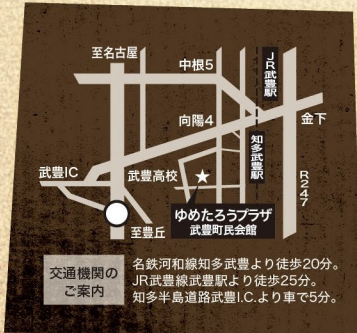 至名古屋
中根5
JR武豊駅
向陽4
金下
知多武豊駅
武豊IC
武豊高校
R247
ゆめたろうプラザ
武豊町民会館
至豊丘
交通機関の
ご案内
名鉄河和線知多武豊より徒歩20分。
JR武豊線武豊駅より徒歩25分。
知多半島道路武豊I.C.より車で5分。